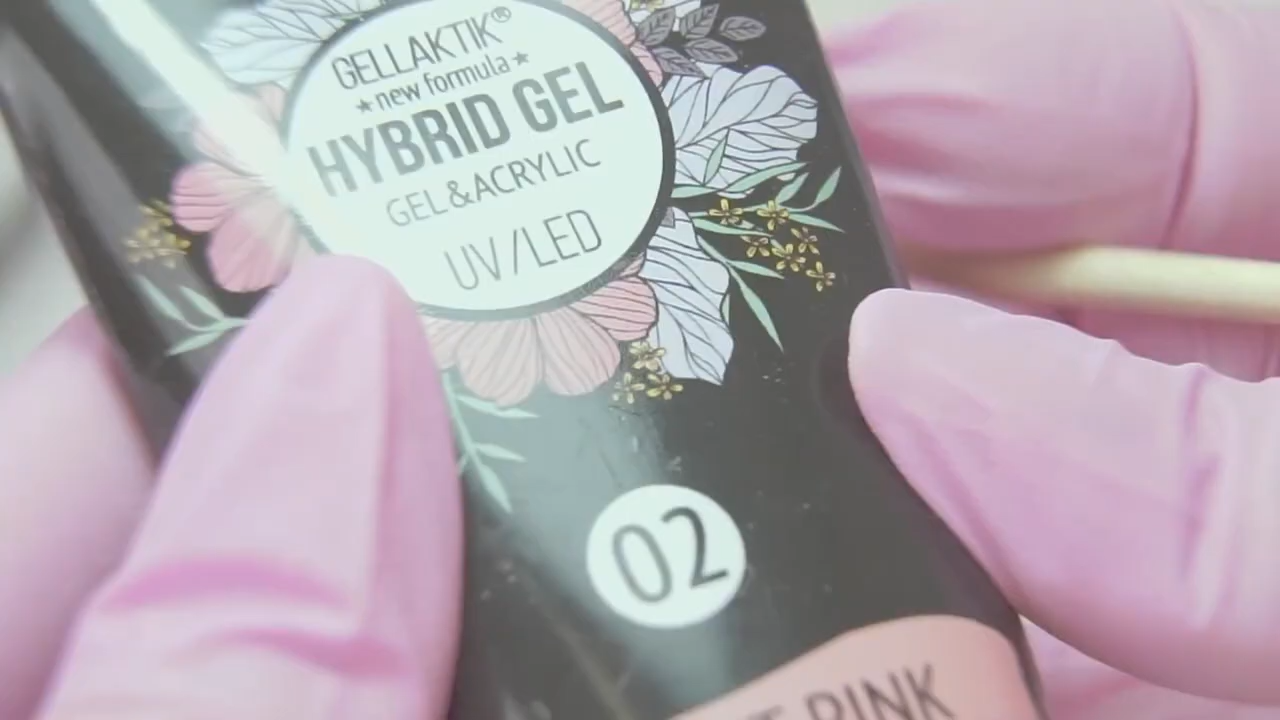 GELLAKTIK®
★new formula★
HYBRID GEL
GEL&ACRYLIC
UV/LED
02
PINK